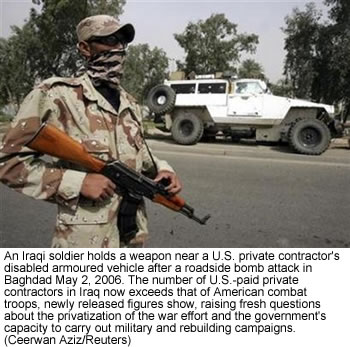 An Iraqi soldier holds a weapon near a U.S. private contractor's
disabled armoured vehicle after a roadside bomb attack in
Baghdad May 2, 2006. The number of U.S.-paid private
contractors in Iraq now exceeds that of American combat
troops, newly released figures show, raising fresh questions
about the privatization of the war effort and the government's
capacity to carry out military and rebuilding campaigns.
(Ceerwan Aziz/Reuters)